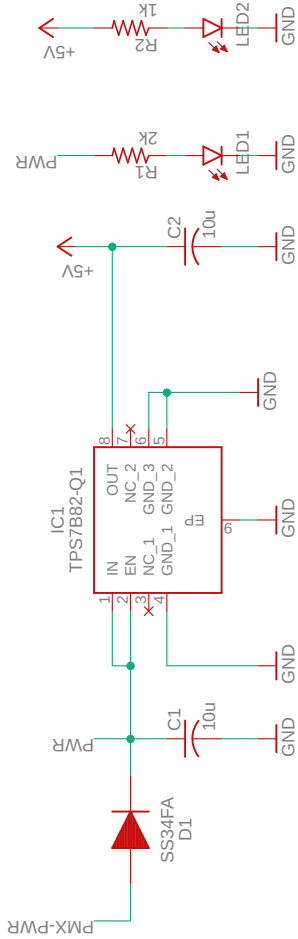 +5V
1k
R2
LED2
GND
PWR
2k
R1
LED1
GND
+5V
C2
10u
GND
GND
IC1
TPS7B82-Q1
8
7
6
5
OUT
NC_2
GND_3
GND_2
EP
9
GND
IN
EN
NC_1
GND_1
1
2
3
4
GND
PWR
C1
10u
GND
SS34FA
D1
PMX-PWR